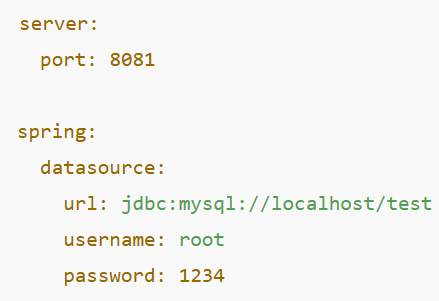 server:
  port: 8081

spring:
  datasource:
    url: jdbc:mysql://localhost/test
    username: root
    password: 1234